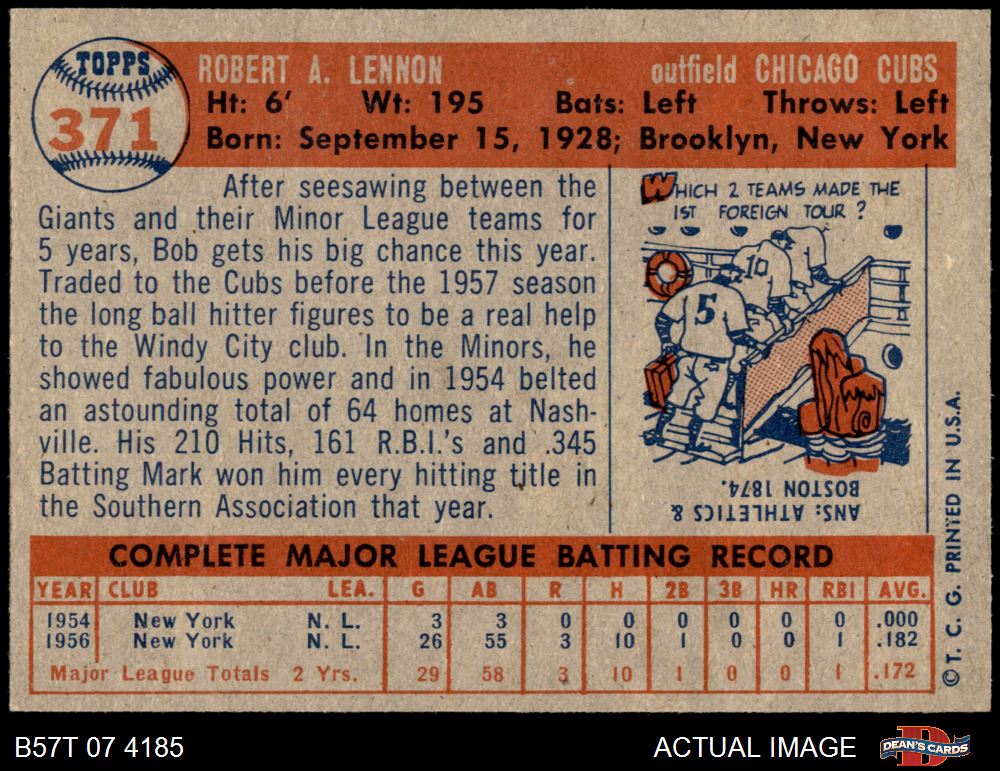 TOPPS
371
ROBERT A. LENNON outfield CHICAGO CUBS
Ht: 6' Wt: 195 Bats: Left Throws: Left
Born: September 15, 1928; Brooklyn, New York
After seesawing between the
Giants and their Minor League teams for
5 years, Bob gets his big chance this year.
Traded to the Cubs before the 1957 season
the long ball hitter figures to be a real help
to the Windy City club. In the Minors, he
showed fabulous power and in 1954 belted
an astounding total of 64 homes at Nash-
ville. His 210 Hits, 161 R.B.I.'s and .345
Batting Mark won him every hitting title in
the Southern Association that year.
WHICH 2 TEAMS MADE THE
1ST FOREIGN TOUR ?
10
5
ANS: ATHLETICS &
BOSTON 1874.
COMPLETE MAJOR LEAGUE BATTING RECORD
YEAR CLUB LEA. G AB R H 2B 3B HR RBI AVG.
1954 New York N. L. 3 3 0 0 0 0 0 0 .000
1956 New York N. L. 26 55 3 10 1 0 0 1 .182
Major League Totals 2 Yrs. 29 58 3 10 1 0 0 1 .172
©T. C. G. PRINTED IN U.S.A.
B57T 07 4185 ACTUAL IMAGE DEAN'S CARDS